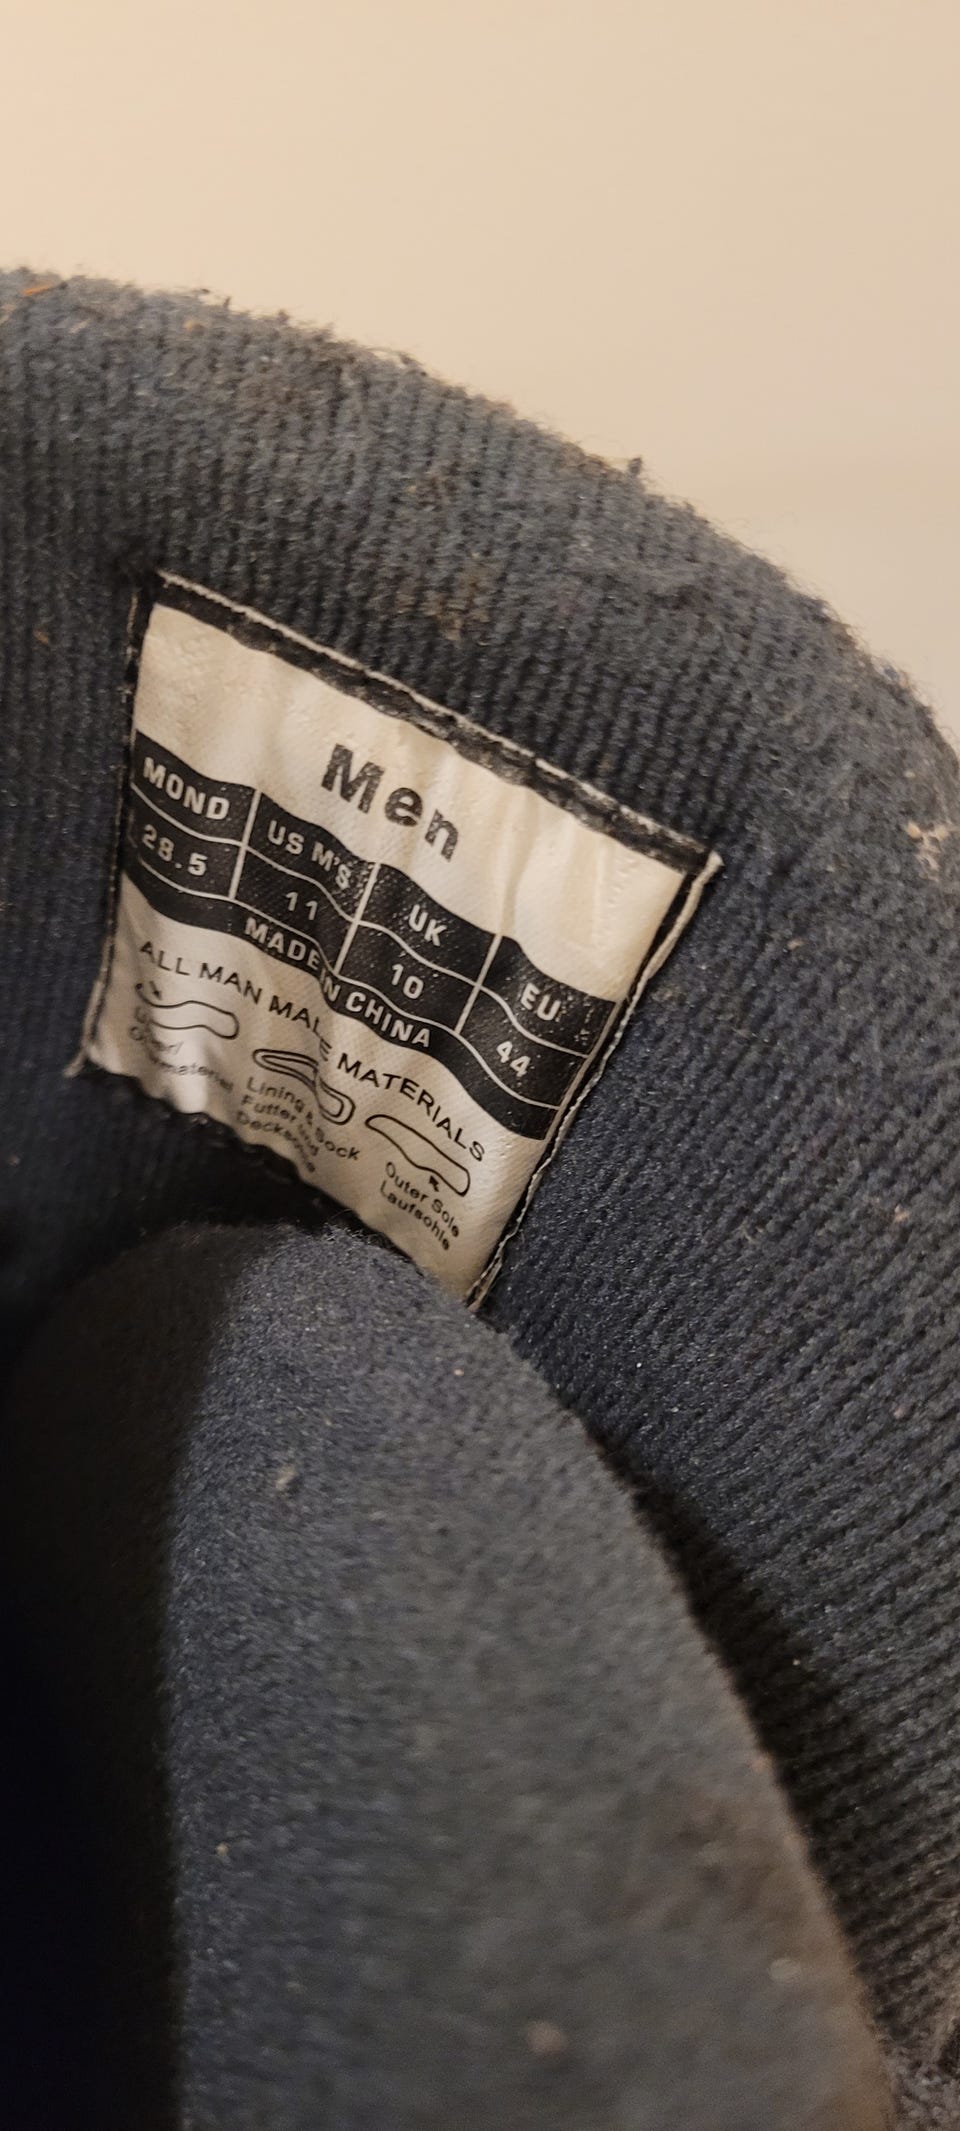 Men
MOND US M'S UK EU
28.5 11 10 44
MADE IN CHINA
ALL MAN MADE MATERIALS
Lining & Sock
Futter und
Decksohle
Outer Sole
Laufsohle